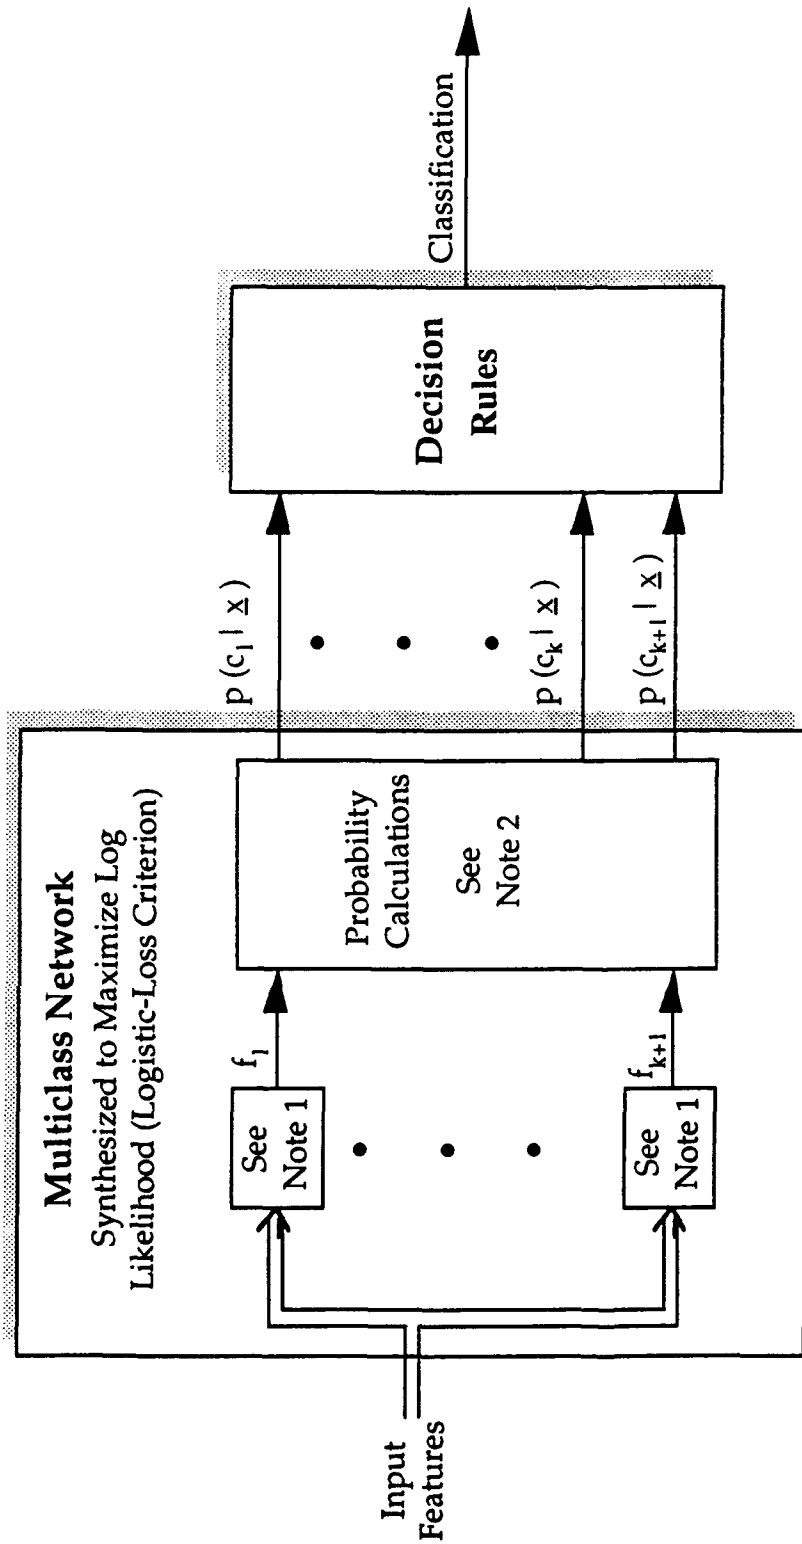 Multiclass Network
Synthesized to Maximize Log
Likelihood (Logistic-Loss Criterion)
Input
Features
See
Note 1
f₁
See
Note 1
fₖ₊₁
Probability
Calculations
See
Note 2
p (c₁ | x)
p (cₖ | x)
p (cₖ₊₁ | x)
Decision
Rules
Classification